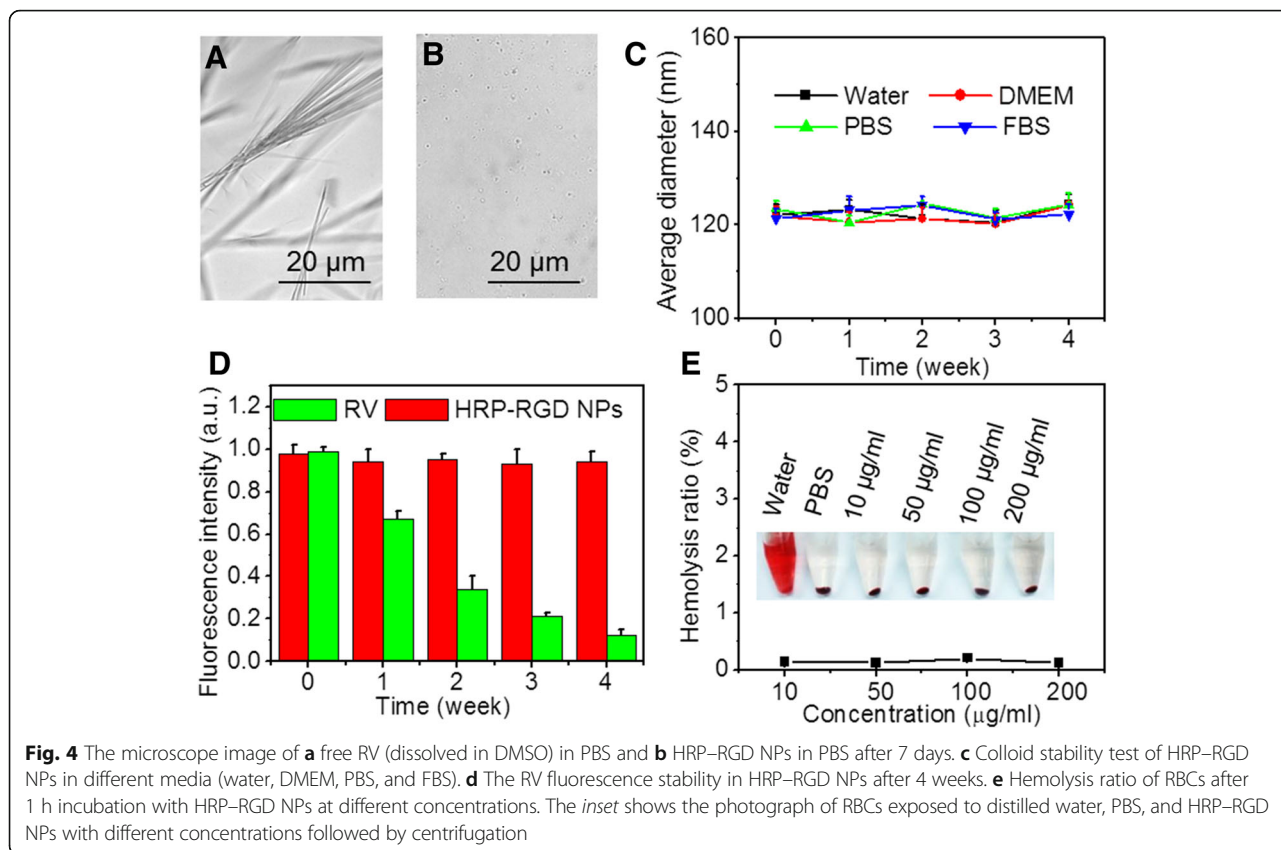 A
20 µm
B
20 µm
C
Average diameter (nm)
160
140
120
100
Water
DMEM
PBS
FBS
0 1 2 3 4
Time (week)
D
Fluorescence intensity (a.u.)
1.2
0.9
0.6
0.4
0.2
0.0
RV
HRP-RGD NPs
0 1 2 3 4
Time (week)
E
Hemolysis ratio (%)
5
4
3
2
1
0
Water
PBS
10 µg/ml
50 µg/ml
100 µg/ml
200 µg/ml
10 50 100 200
Concentration (µg/ml)
Fig. 4 The microscope image of a free RV (dissolved in DMSO) in PBS and b HRP–RGD NPs in PBS after 7 days. c Colloid stability test of HRP–RGD
NPs in different media (water, DMEM, PBS, and FBS). d The RV fluorescence stability in HRP–RGD NPs after 4 weeks. e Hemolysis ratio of RBCs after
1 h incubation with HRP–RGD NPs at different concentrations. The inset shows the photograph of RBCs exposed to distilled water, PBS, and HRP–RGD
NPs with different concentrations followed by centrifugation